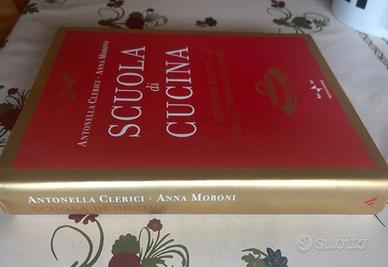 ANTONELLA CLERICI · ANNA MORONI
SCUOLA
di
CUCINA
ANTONELLA CLERICI · ANNA MORONI
SCUOLA DI CUCINA
subito